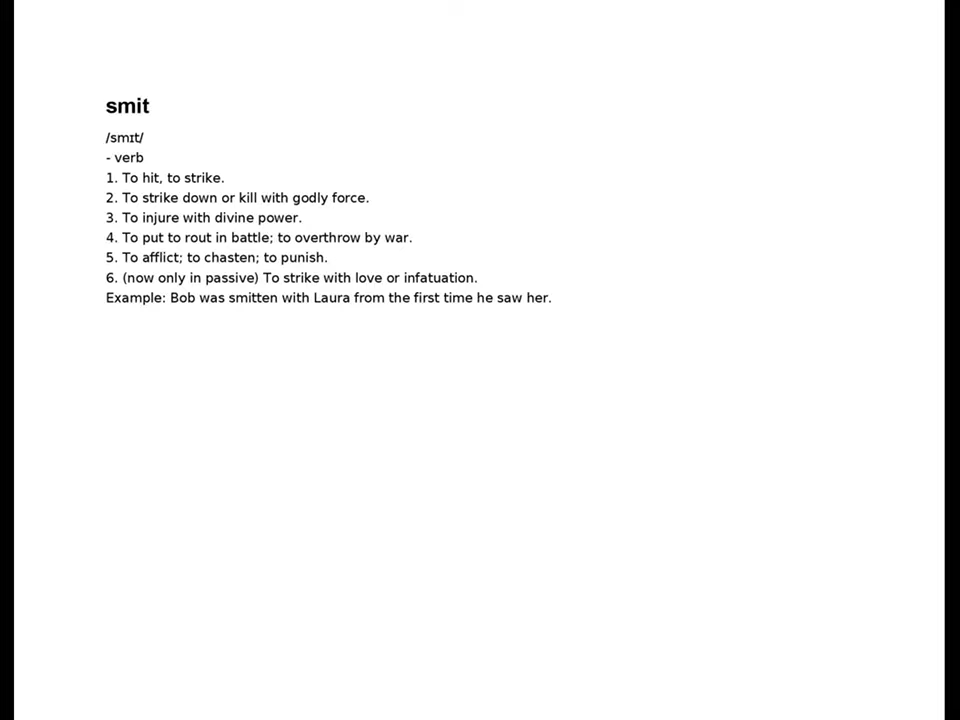 smit
/smɪt/
- verb
1. To hit, to strike.
2. To strike down or kill with godly force.
3. To injure with divine power.
4. To put to rout in battle; to overthrow by war.
5. To afflict; to chasten; to punish.
6. (now only in passive) To strike with love or infatuation.
Example: Bob was smitten with Laura from the first time he saw her.